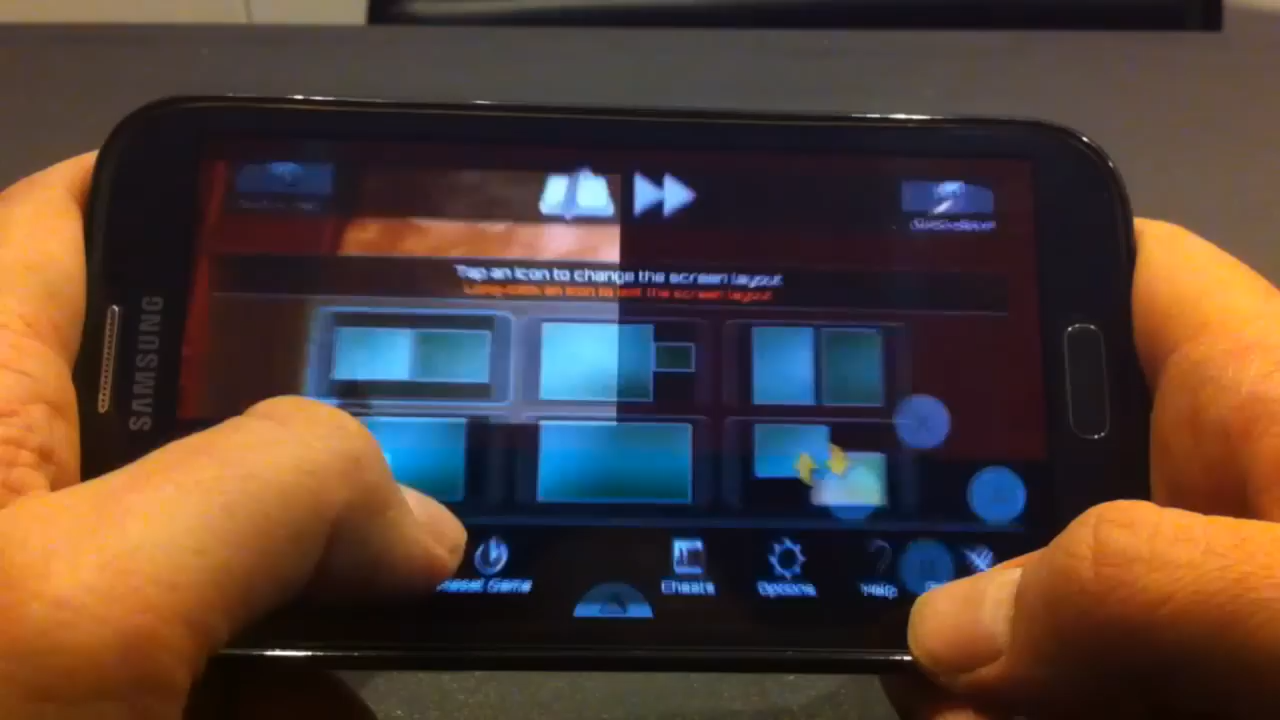 SAMSUNG
Tap an icon to change the screen layout
Long-click an icon to edit the screen layout
Reset Game
Cheats
Options
Help